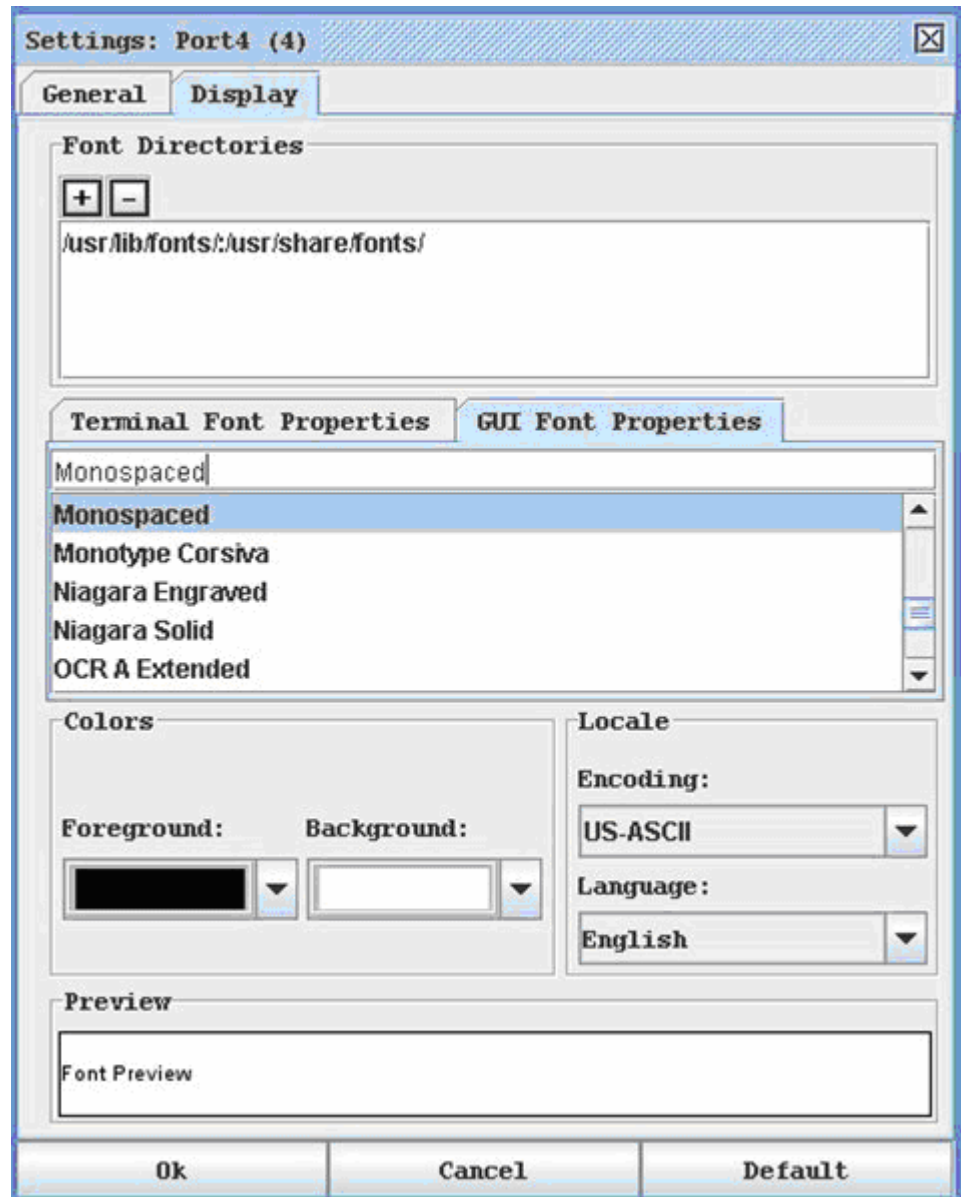 Settings: Port4 (4)
General Display
Font Directories
+ -
/usr/lib/fonts/:/usr/share/fonts/
Terminal Font Properties GUI Font Properties
Monospaced
Monospaced
Monotype Corsiva
Niagara Engraved
Niagara Solid
OCR A Extended
Colors Locale
Encoding:
Foreground: Background: US-ASCII
Language:
English
Preview
Font Preview
Ok Cancel Default